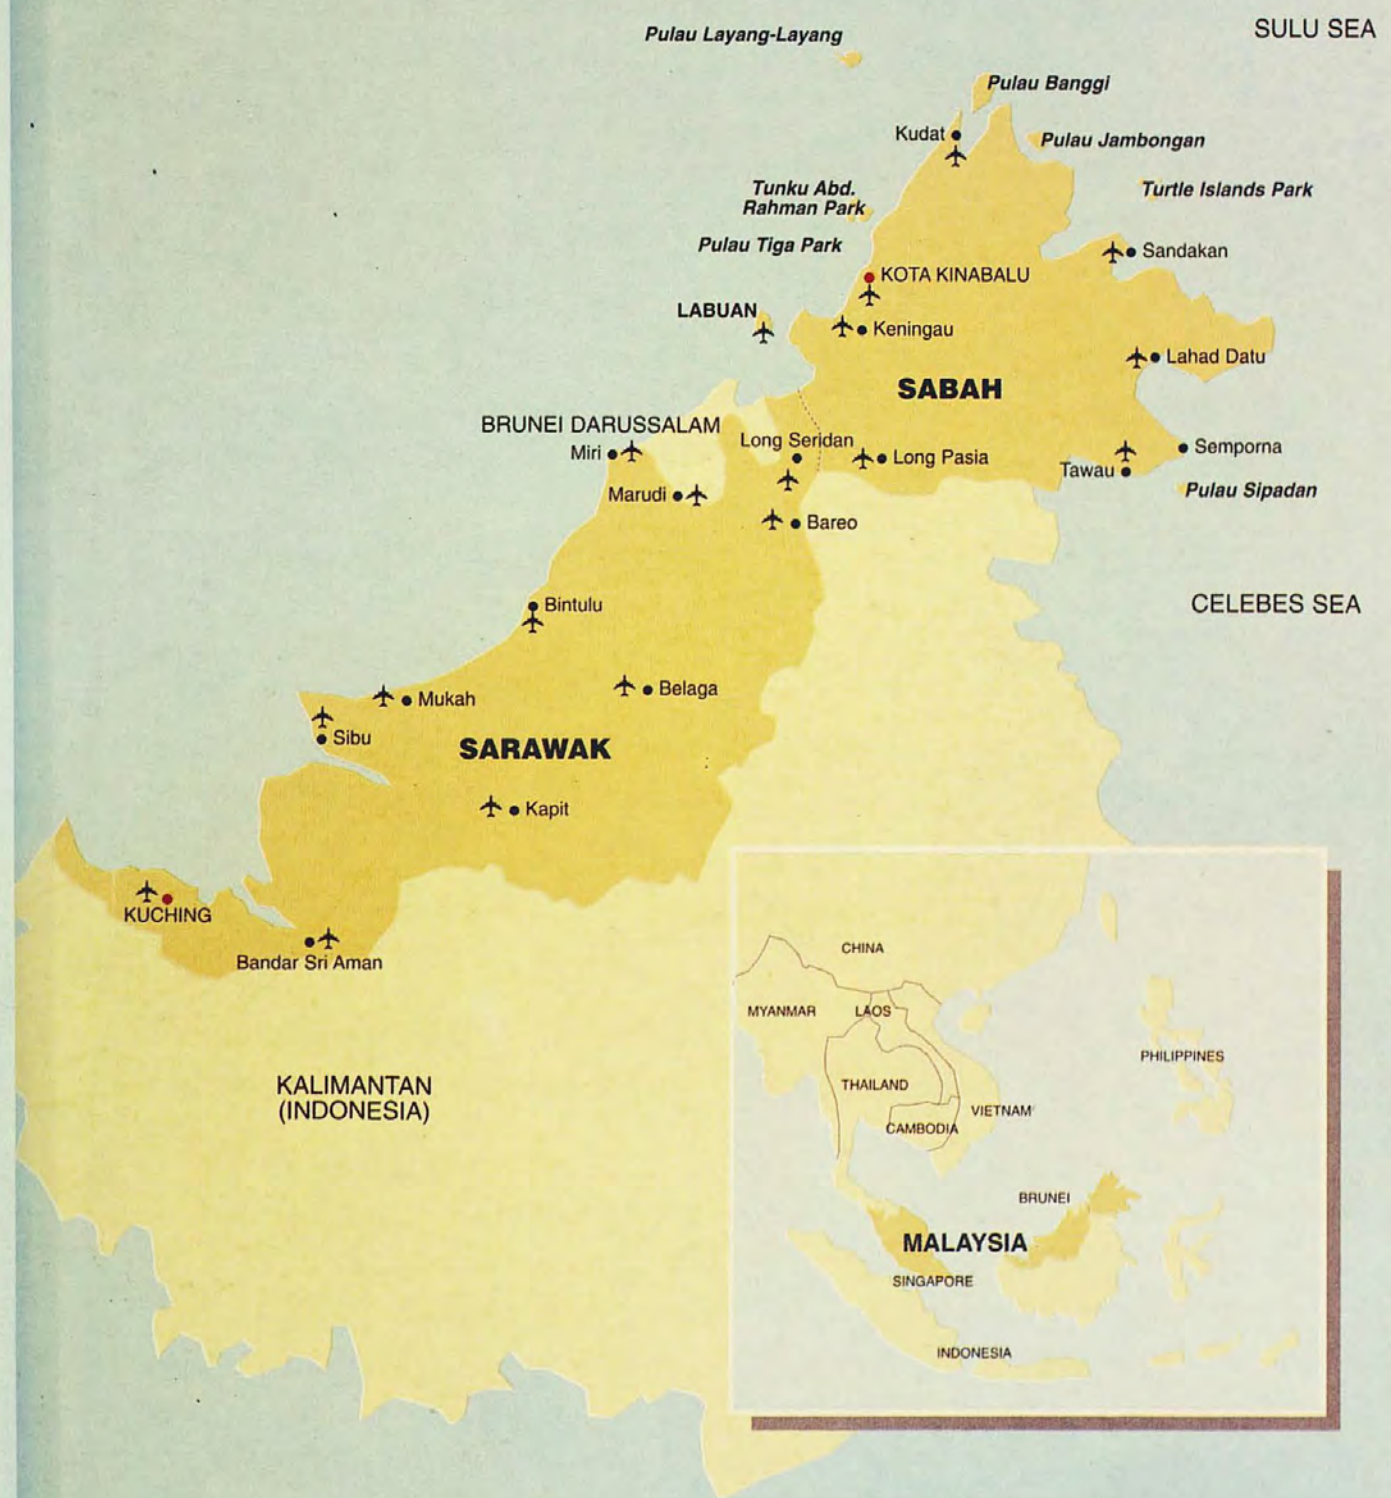 SULU SEA
Pulau Layang-Layang
Pulau Banggi
Kudat
Pulau Jambongan
Tunku Abd.
Rahman Park
Turtle Islands Park
Pulau Tiga Park
Sandakan
KOTA KINABALU
LABUAN
Keningau
Lahad Datu
SABAH
BRUNEI DARUSSALAM
Long Seridan
Miri
Long Pasia
Semporna
Tawau
Marudi
Pulau Sipadan
Bareo
Bintulu
CELEBES SEA
Belaga
Mukah
Sibu
SARAWAK
Kapit
KUCHING
Bandar Sri Aman
KALIMANTAN
(INDONESIA)
CHINA
MYANMAR
LAOS
PHILIPPINES
THAILAND
VIETNAM
CAMBODIA
BRUNEI
MALAYSIA
SINGAPORE
INDONESIA